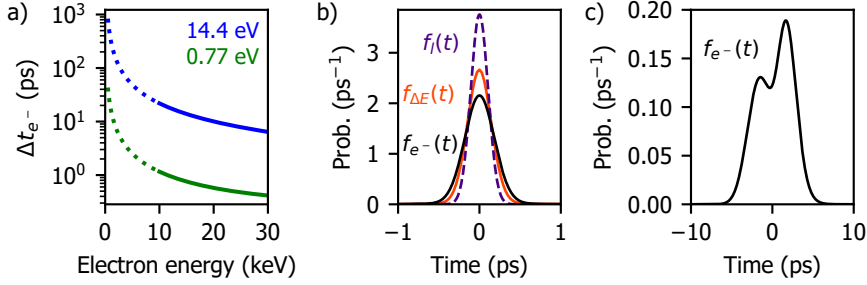 a)
Δt_e⁻ (ps)
10³
10²
10¹
10⁰
14.4 eV
0.77 eV
0
10
20
30
Electron energy (keV)
b)
Prob. (ps⁻¹)
3
2
1
0
f_I(t)
f_ΔE(t)
f_e⁻(t)
−1
0
1
Time (ps)
c)
Prob. (ps⁻¹)
0.20
0.15
0.10
0.05
0.00
f_e⁻(t)
−10
0
10
Time (ps)